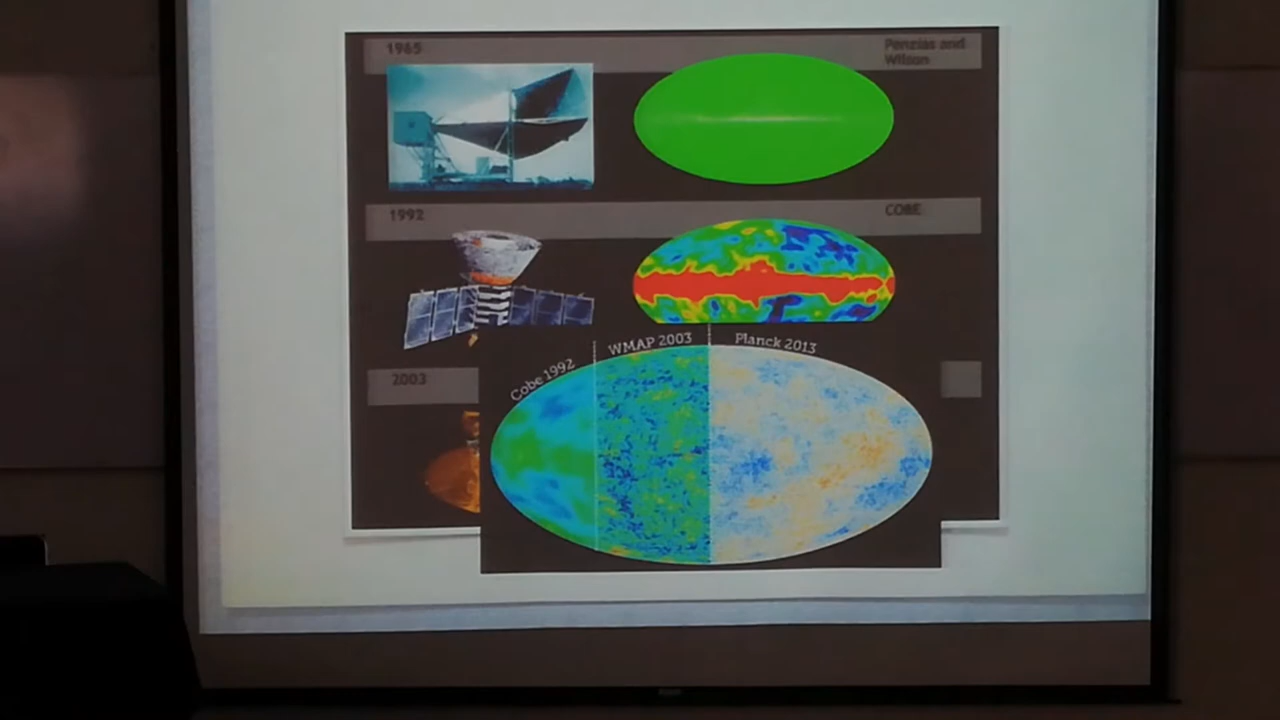 1965
Penzias and
Wilson
1992
COBE
Cobe 1992
WMAP 2003
Planck 2013
2003